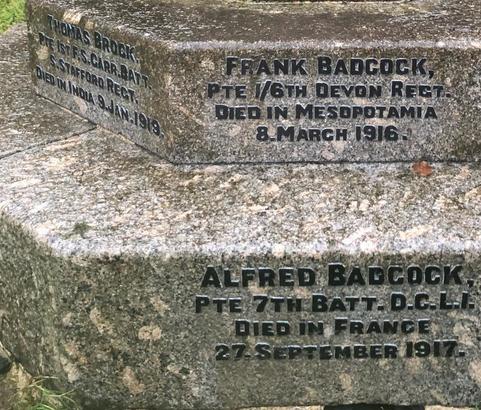 Thomas Brock,
Pte 1st F.S. Garr. Batt.
S. Stafford Regt.
Died in India 9 Jan. 1919.
Frank Badcock,
Pte 1/6th Devon Regt.
Died in Mesopotamia
8. March 1916.
Alfred Badcock,
Pte 7th Batt. D.C.L.I.
Died in France
27. September 1917.